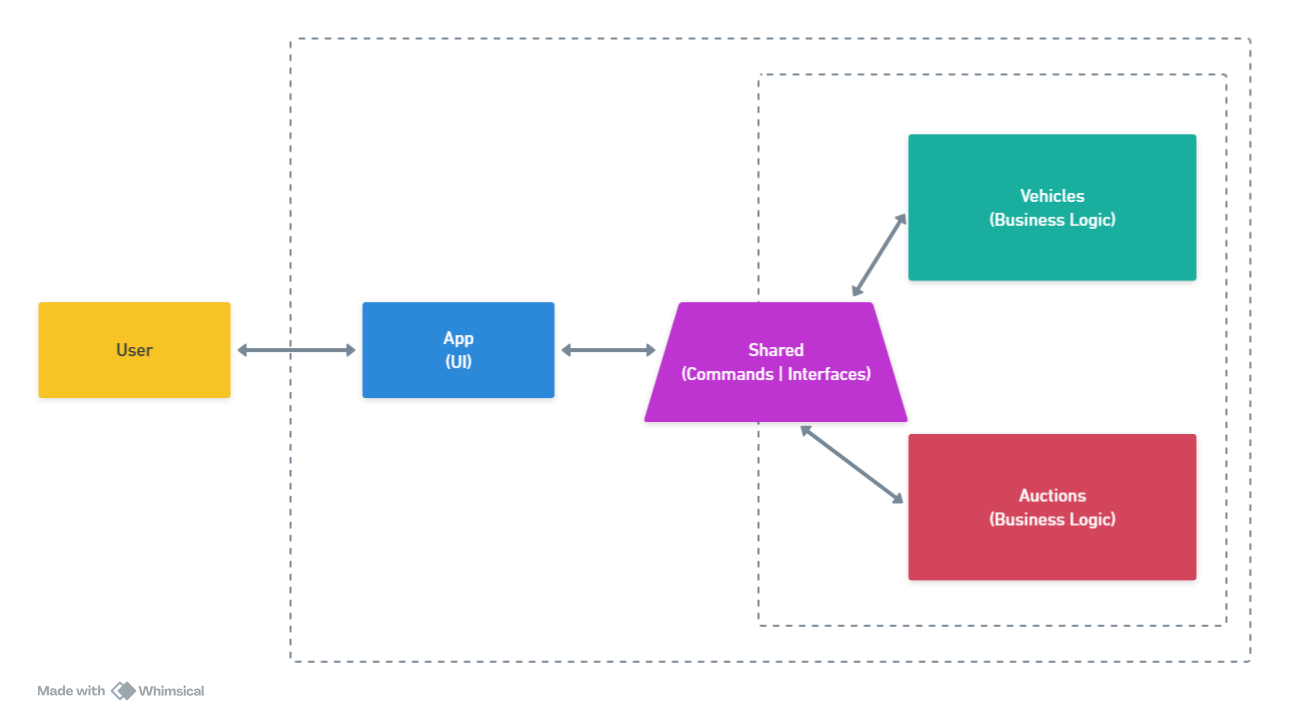 Vehicles
(Business Logic)
User
App
(UI)
Shared
(Commands | Interfaces)
Auctions
(Business Logic)
Made with Whimsical